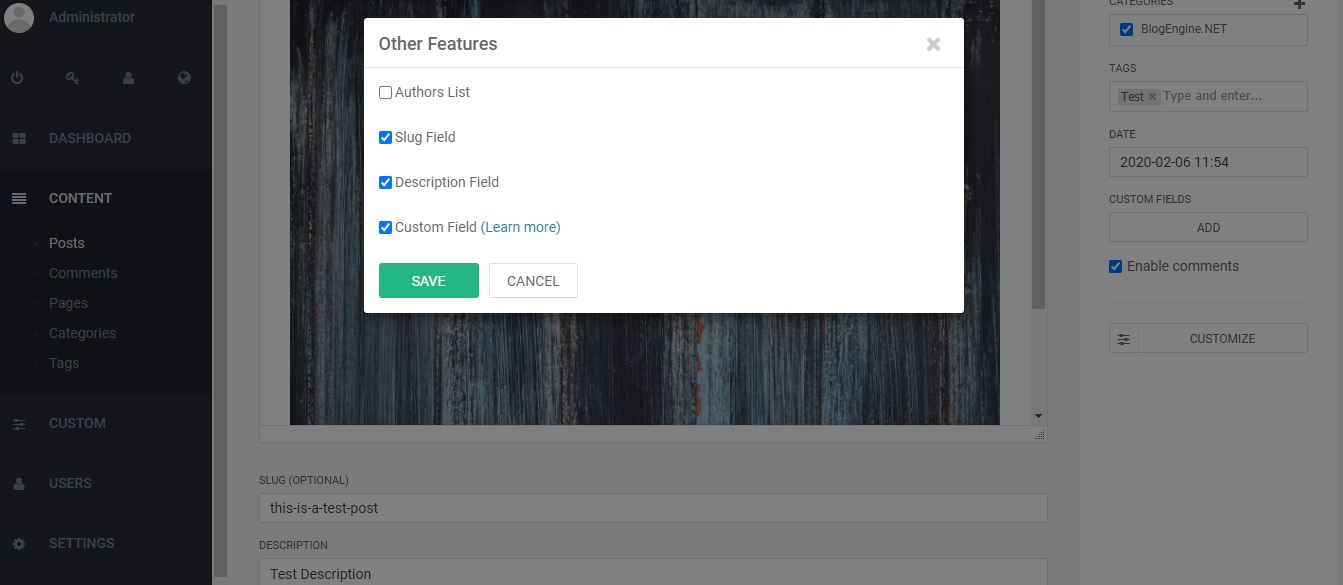 Administrator
DASHBOARD
CONTENT
Posts
Comments
Pages
Categories
Tags
CUSTOM
USERS
SETTINGS
Other Features
Authors List
Slug Field
Description Field
Custom Field (Learn more)
SAVE
CANCEL
SLUG (OPTIONAL)
this-is-a-test-post
DESCRIPTION
Test Description
CATEGORIES
BlogEngine.NET
TAGS
Test Type and enter...
DATE
2020-02-06 11:54
CUSTOM FIELDS
ADD
Enable comments
CUSTOMIZE